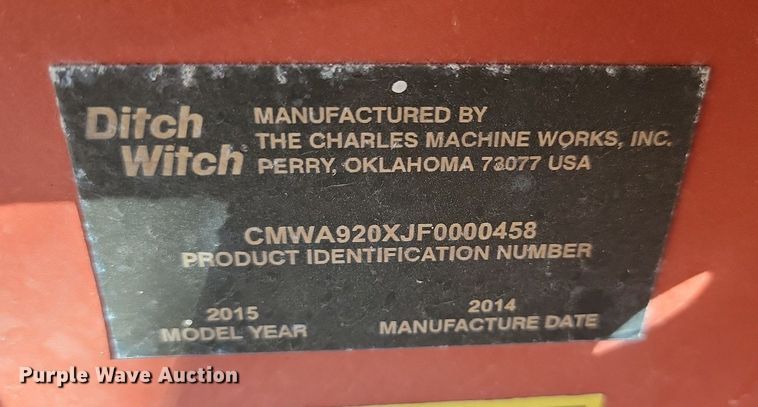 Ditch Witch
MANUFACTURED BY
THE CHARLES MACHINE WORKS, INC.
PERRY, OKLAHOMA 73077 USA
CMWA920XJF0000458
PRODUCT IDENTIFICATION NUMBER
2015
MODEL YEAR
2014
MANUFACTURE DATE
Purple Wave Auction